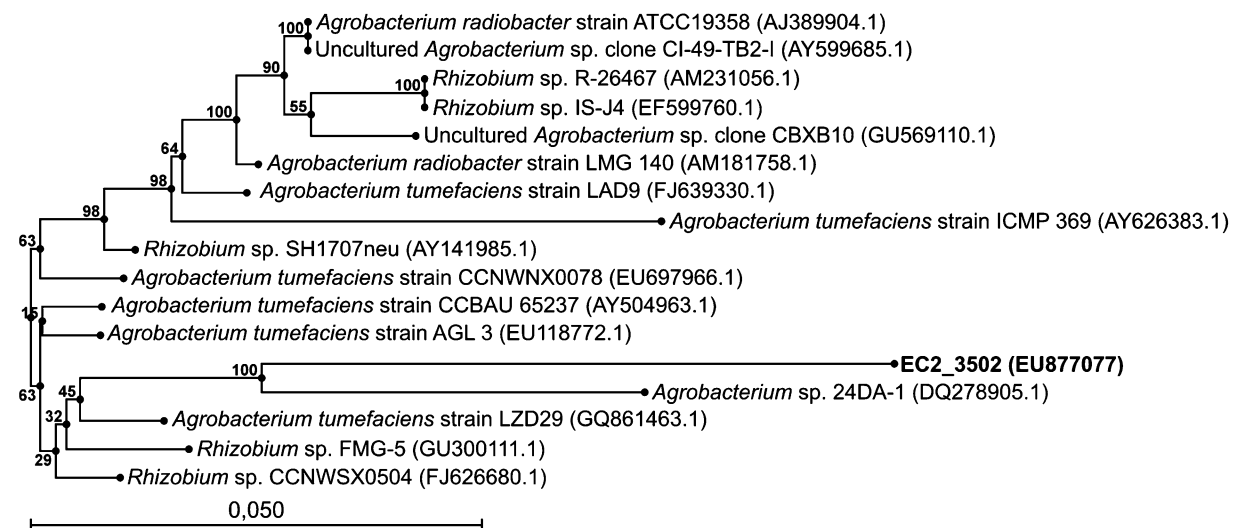 100 Agrobacterium radiobacter strain ATCC19358 (AJ389904.1)
Uncultured Agrobacterium sp. clone CI-49-TB2-I (AY599685.1)
90
100 Rhizobium sp. R-26467 (AM231056.1)
55 Rhizobium sp. IS-J4 (EF599760.1)
100
Uncultured Agrobacterium sp. clone CBXB10 (GU569110.1)
64 Agrobacterium radiobacter strain LMG 140 (AM181758.1)
98 Agrobacterium tumefaciens strain LAD9 (FJ639330.1)
98 Agrobacterium tumefaciens strain ICMP 369 (AY626383.1)
63 Rhizobium sp. SH1707neu (AY141985.1)
Agrobacterium tumefaciens strain CCNWNX0078 (EU697966.1)
15 Agrobacterium tumefaciens strain CCBAU 65237 (AY504963.1)
Agrobacterium tumefaciens strain AGL 3 (EU118772.1)
100 EC2_3502 (EU877077)
63 45 Agrobacterium sp. 24DA-1 (DQ278905.1)
32 Agrobacterium tumefaciens strain LZD29 (GQ861463.1)
29 Rhizobium sp. FMG-5 (GU300111.1)
Rhizobium sp. CCNWSX0504 (FJ626680.1)
0,050